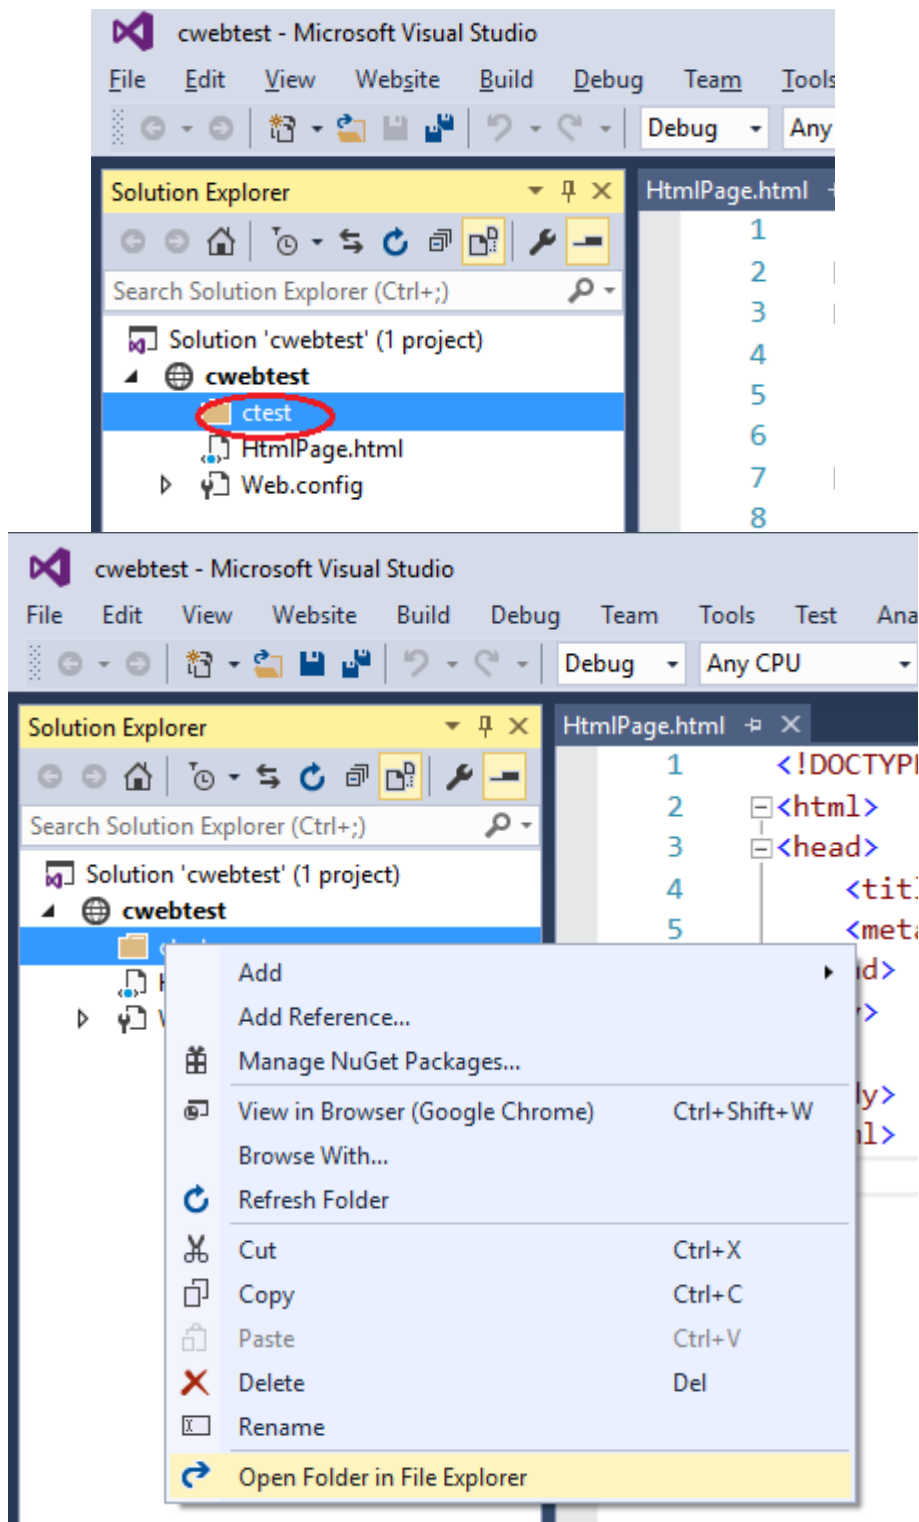 cwebtest - Microsoft Visual Studio
File Edit View Website Build Debug Team Tools
Debug Any
Solution Explorer
HtmlPage.html
Search Solution Explorer (Ctrl+;)
Solution 'cwebtest' (1 project)
cwebtest
ctest
HtmlPage.html
Web.config
1
2
3
4
5
6
7
8
cwebtest - Microsoft Visual Studio
File Edit View Website Build Debug Team Tools Test Ana
Debug Any CPU
Solution Explorer
HtmlPage.html
Search Solution Explorer (Ctrl+;)
Solution 'cwebtest' (1 project)
cwebtest
1 <!DOCTYP
2 <html>
3 <head>
4 <titl
5 <meta
d>
>
y>
l>
Add
Add Reference...
Manage NuGet Packages...
View in Browser (Google Chrome) Ctrl+Shift+W
Browse With...
Refresh Folder
Cut Ctrl+X
Copy Ctrl+C
Paste Ctrl+V
Delete Del
Rename
Open Folder in File Explorer